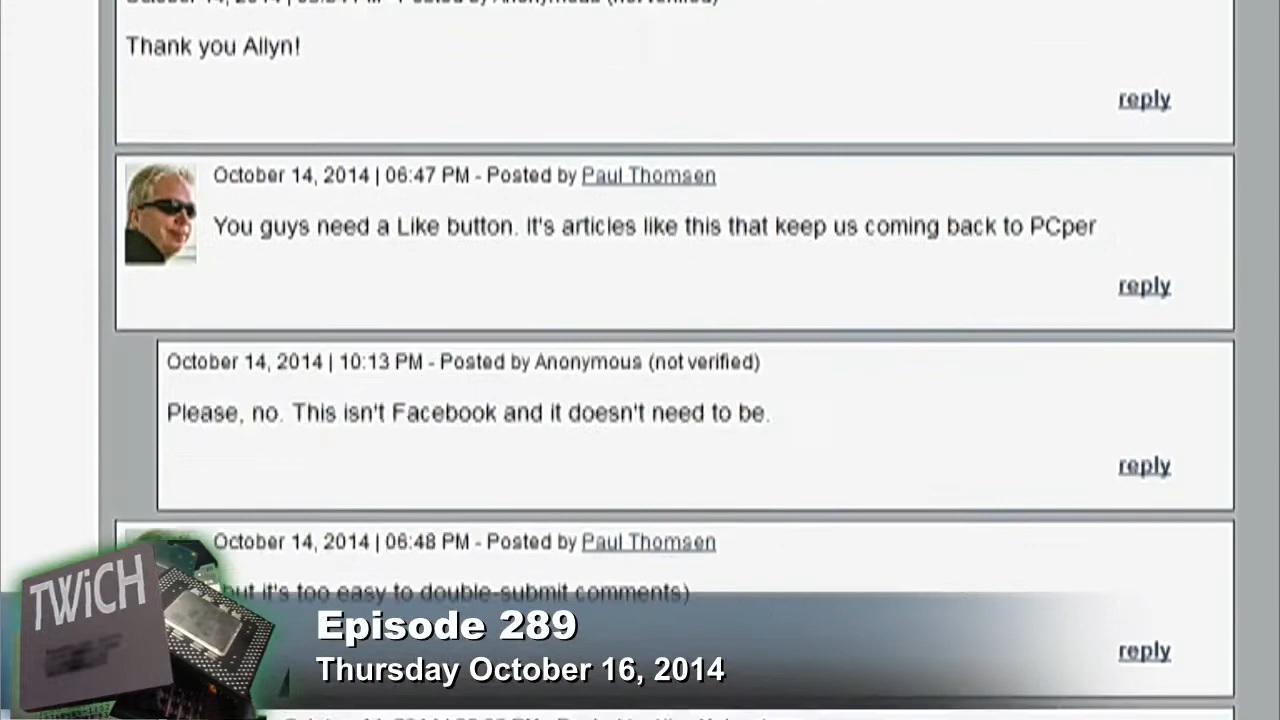 Thank you Allyn!
reply
October 14, 2014 | 06:47 PM - Posted by Paul Thomsen
You guys need a Like button. It's articles like this that keep us coming back to PCper
reply
October 14, 2014 | 10:13 PM - Posted by Anonymous (not verified)
Please, no. This isn't Facebook and it doesn't need to be.
reply
October 14, 2014 | 06:48 PM - Posted by Paul Thomsen
but it's too easy to double-submit comments)
reply
TWiCH
Episode 289
Thursday October 16, 2014